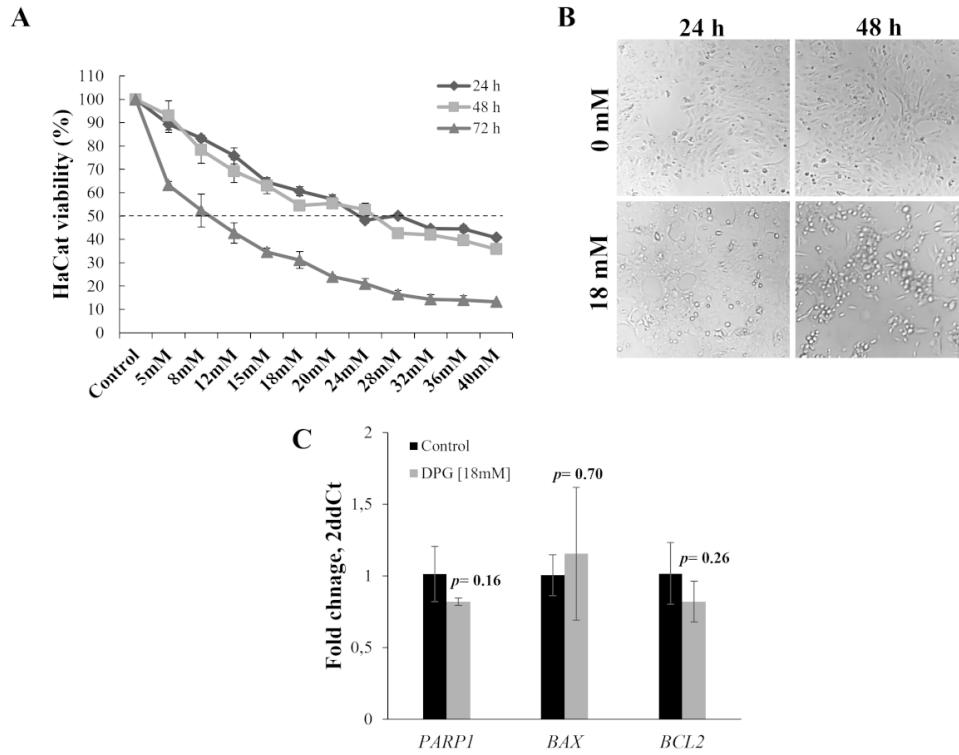 A
HaCat viability (%)
110
100
90
80
70
60
50
40
30
20
10
0
24 h
48 h
72 h
Control
5mM
8mM
12mM
15mM
18mM
20mM
24mM
28mM
32mM
36mM
40mM
B
24 h
48 h
0 mM
18 mM
C
Fold chnage, 2ddCt
2
1,5
1
0,5
0
Control
DPG [18mM]
p= 0.16
p= 0.70
p= 0.26
PARP1
BAX
BCL2